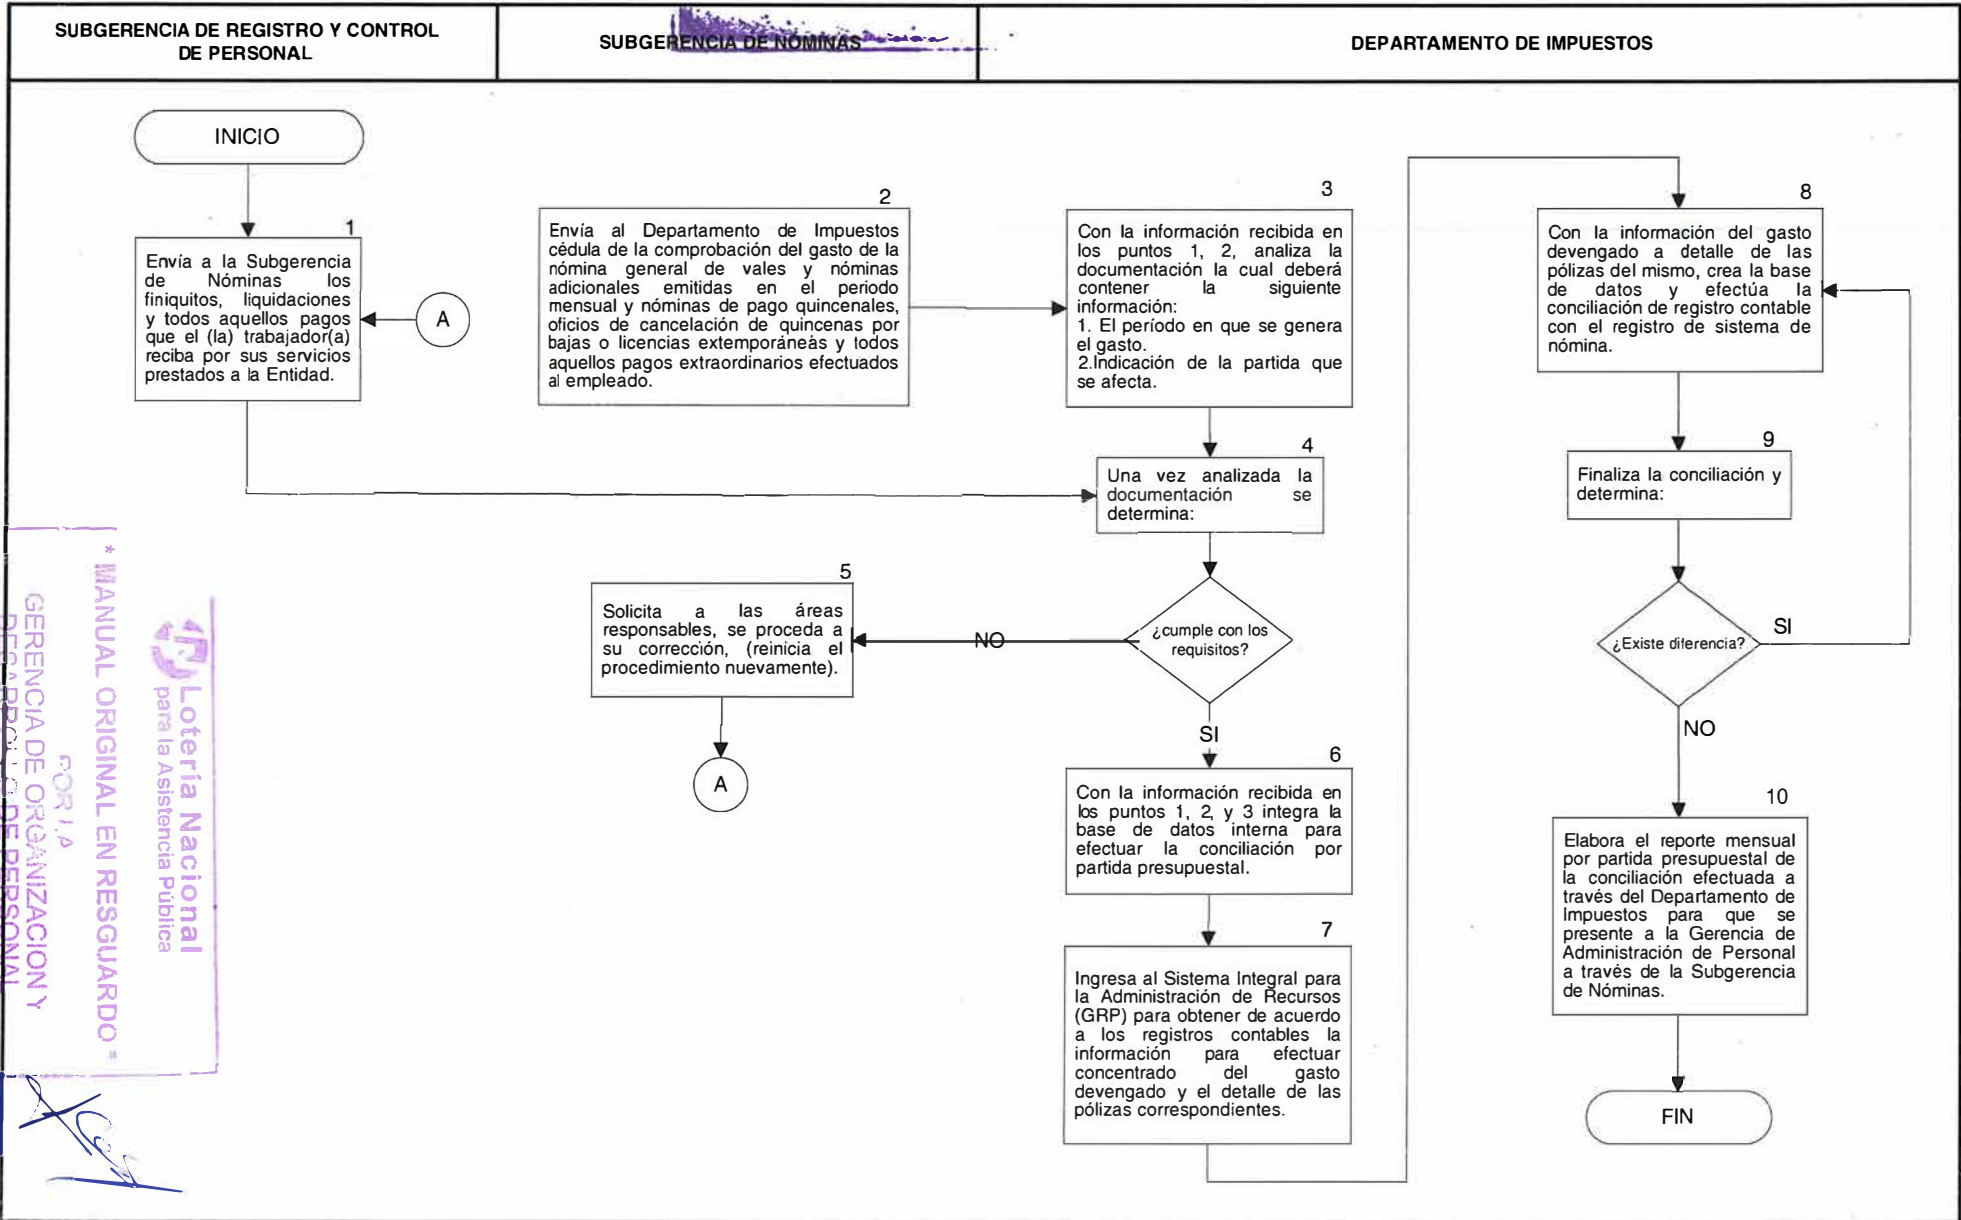 SUBGERENCIA DE REGISTRO Y CONTROL
DE PERSONAL
SUBGERENCIA DE NÓMINAS
DEPARTAMENTO DE IMPUESTOS
INICIO
1
Envía a la Subgerencia
de Nóminas los
finiquitos, liquidaciones
y todos aquellos pagos
que el (la) trabajador(a)
reciba por sus servicios
prestados a la Entidad.
A
2
Envía al Departamento de Impuestos
cédula de la comprobación del gasto de la
nómina general de vales y nóminas
adicionales emitidas en el periodo
mensual y nóminas de pago quincenales,
oficios de cancelación de quincenas por
bajas o licencias extemporáneas y todos
aquellos pagos extraordinarios efectuados
al empleado.
3
Con la información recibida en
los puntos 1, 2, analiza la
documentación la cual deberá
contener la siguiente
información:
1. El período en que se genera
el gasto.
2.Indicación de la partida que
se afecta.
4
Una vez analizada la
documentación se
determina:
¿cumple con los
requisitos?
NO
SI
5
Solicita a las áreas
responsables, se proceda a
su corrección, (reinicia el
procedimiento nuevamente).
A
6
Con la información recibida en
los puntos 1, 2, y 3 integra la
base de datos interna para
efectuar la conciliación por
partida presupuestal.
7
Ingresa al Sistema Integral para
la Administración de Recursos
(GRP) para obtener de acuerdo
a los registros contables la
información para efectuar
concentrado del gasto
devengado y el detalle de las
pólizas correspondientes.
8
Con la información del gasto
devengado a detalle de las
pólizas del mismo, crea la base
de datos y efectúa la
conciliación de registro contable
con el registro de sistema de
nómina.
9
Finaliza la conciliación y
determina:
¿Existe diferencia?
SI
NO
10
Elabora el reporte mensual
por partida presupuestal de
la conciliación efectuada a
través del Departamento de
Impuestos para que se
presente a la Gerencia de
Administración de Personal
a través de la Subgerencia
de Nóminas.
FIN
Lotería Nacional
para la Asistencia Pública
* MANUAL ORIGINAL EN RESGUARDO *
POR LA
GERENCIA DE ORGANIZACION Y
DESARROLLO DE PERSONAL